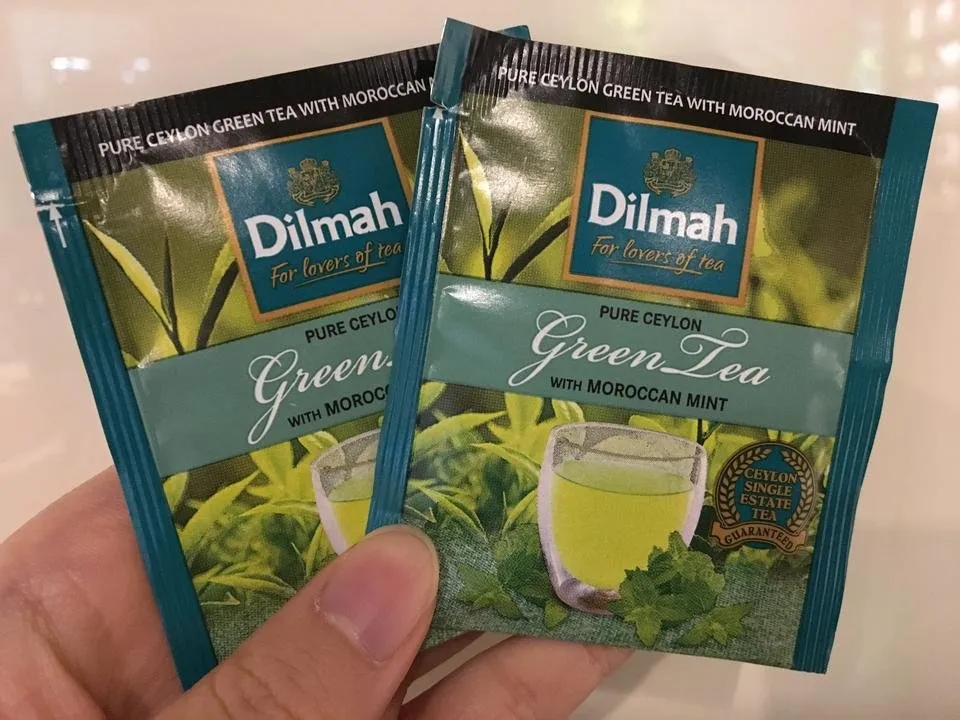 PURE CEYLON GREEN TEA WITH MOROCCAN
Dilmah
For lovers of tea
PURE CEYLO
Green
WITH MOROCC
PURE CEYLON GREEN TEA WITH MOROCCAN MINT
Dilmah
For lovers of tea
PURE CEYLON
Green Tea
WITH MOROCCAN MINT
CEYLON
SINGLE
ESTATE
TEA
GUARANTEED